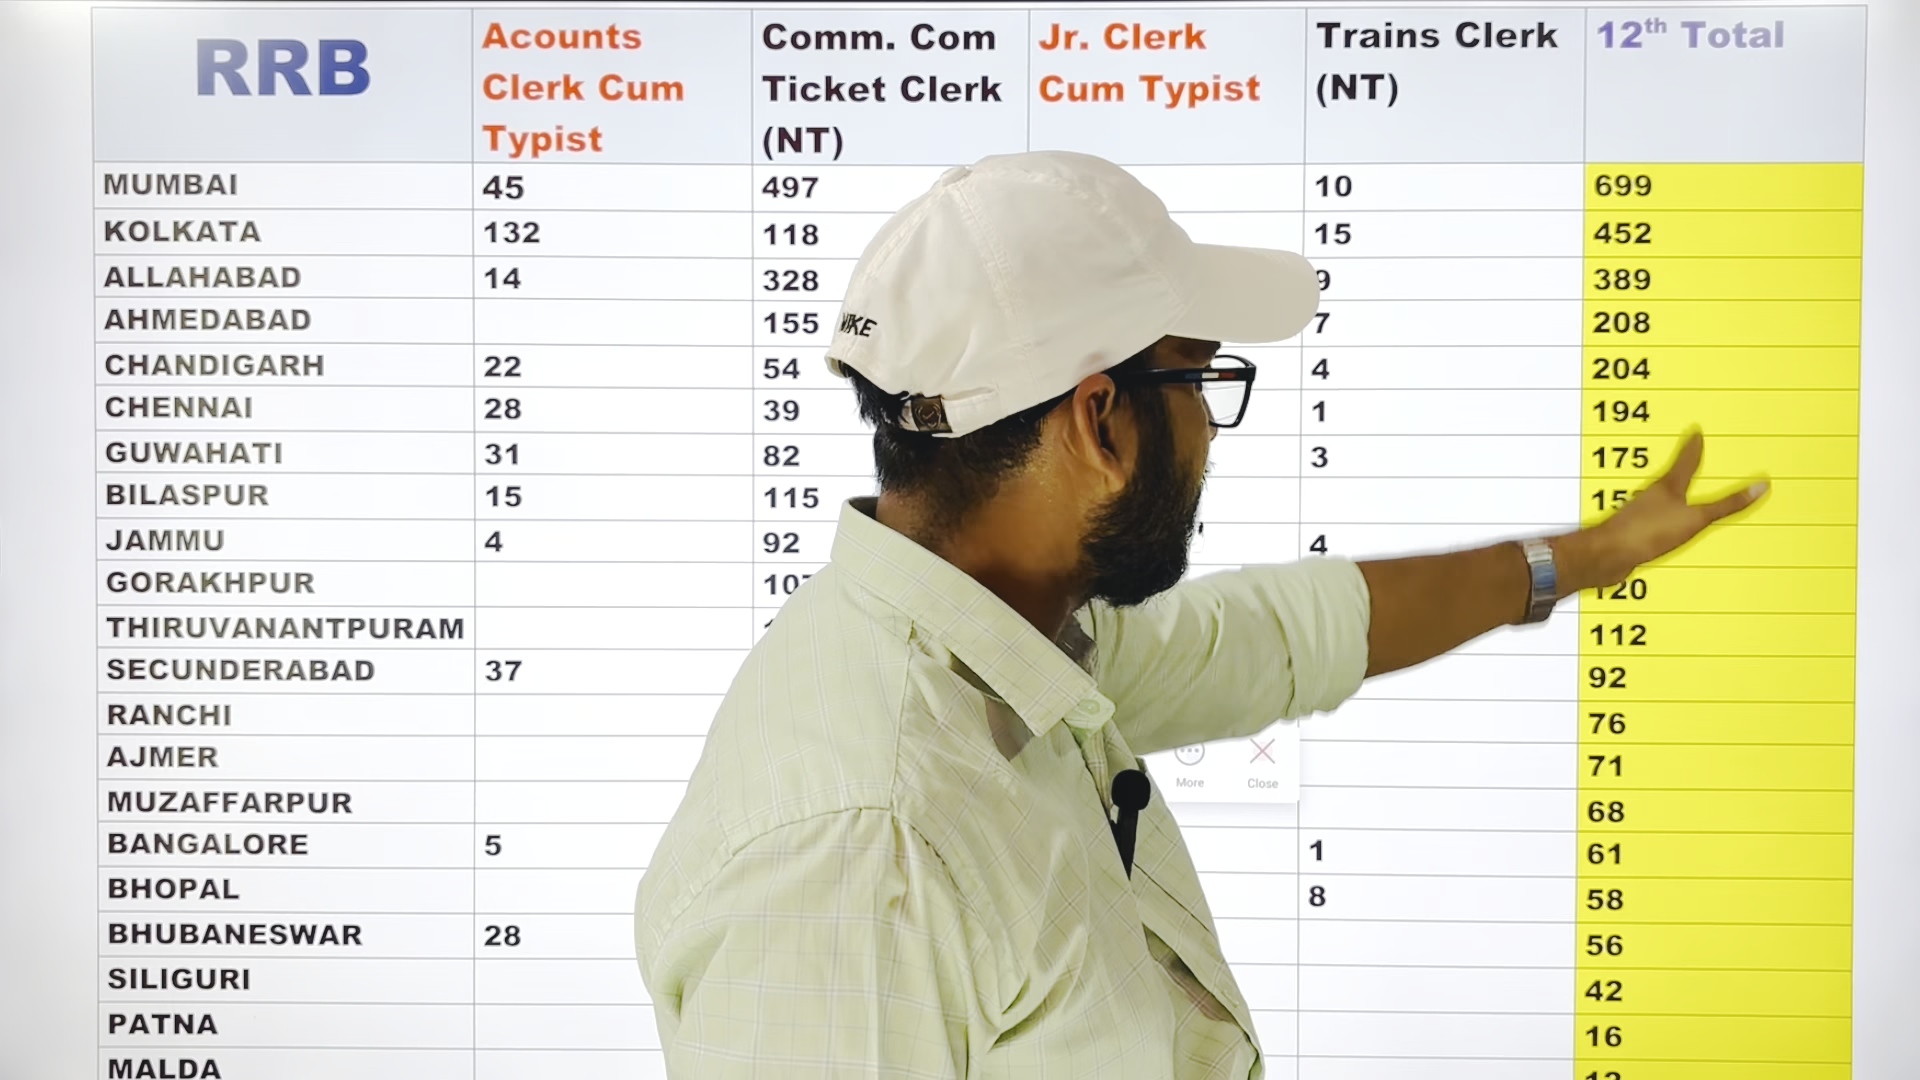 RRB
Acounts
Clerk Cum
Typist
Comm. Com
Ticket Clerk
(NT)
Jr. Clerk
Cum Typist
Trains Clerk
(NT)
12th Total
MUMBAI 45 497 10 699
KOLKATA 132 118 15 452
ALLAHABAD 14 328 9 389
AHMEDABAD 155 7 208
CHANDIGARH 22 54 4 204
CHENNAI 28 39 1 194
GUWAHATI 31 82 3 175
BILASPUR 15 115
JAMMU 4 92 4
GORAKHPUR 120
THIRUVANANTPURAM 112
SECUNDERABAD 37 92
RANCHI 76
AJMER 71
MUZAFFARPUR 68
BANGALORE 5 1 61
BHOPAL 8 58
BHUBANESWAR 28 56
SILIGURI 42
PATNA 16
MALDA
NIKE
More Close